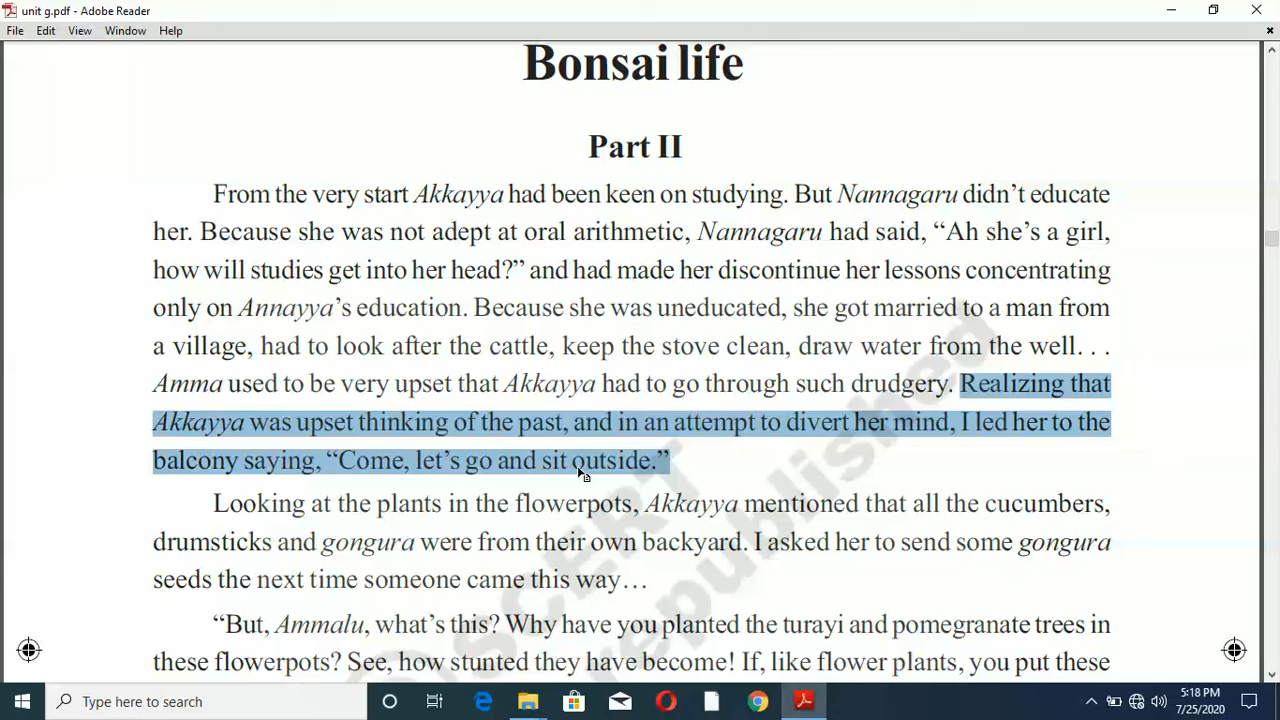 unit g.pdf - Adobe Reader
File Edit View Window Help
Bonsai life
Part II
From the very start Akkayya had been keen on studying. But Nannagaru didn’t educate
her. Because she was not adept at oral arithmetic, Nannagaru had said, “Ah she’s a girl,
how will studies get into her head?” and had made her discontinue her lessons concentrating
only on Annayya’s education. Because she was uneducated, she got married to a man from
a village, had to look after the cattle, keep the stove clean, draw water from the well. . .
Amma used to be very upset that Akkayya had to go through such drudgery. Realizing that
Akkayya was upset thinking of the past, and in an attempt to divert her mind, I led her to the
balcony saying, “Come, let’s go and sit outside.”
Looking at the plants in the flowerpots, Akkayya mentioned that all the cucumbers,
drumsticks and gongura were from their own backyard. I asked her to send some gongura
seeds the next time someone came this way…
“But, Ammalu, what’s this? Why have you planted the turayi and pomegranate trees in
these flowerpots? See, how stunted they have become! If, like flower plants, you put these
© SCERT
republished
Type here to search
5:18 PM
7/25/2020